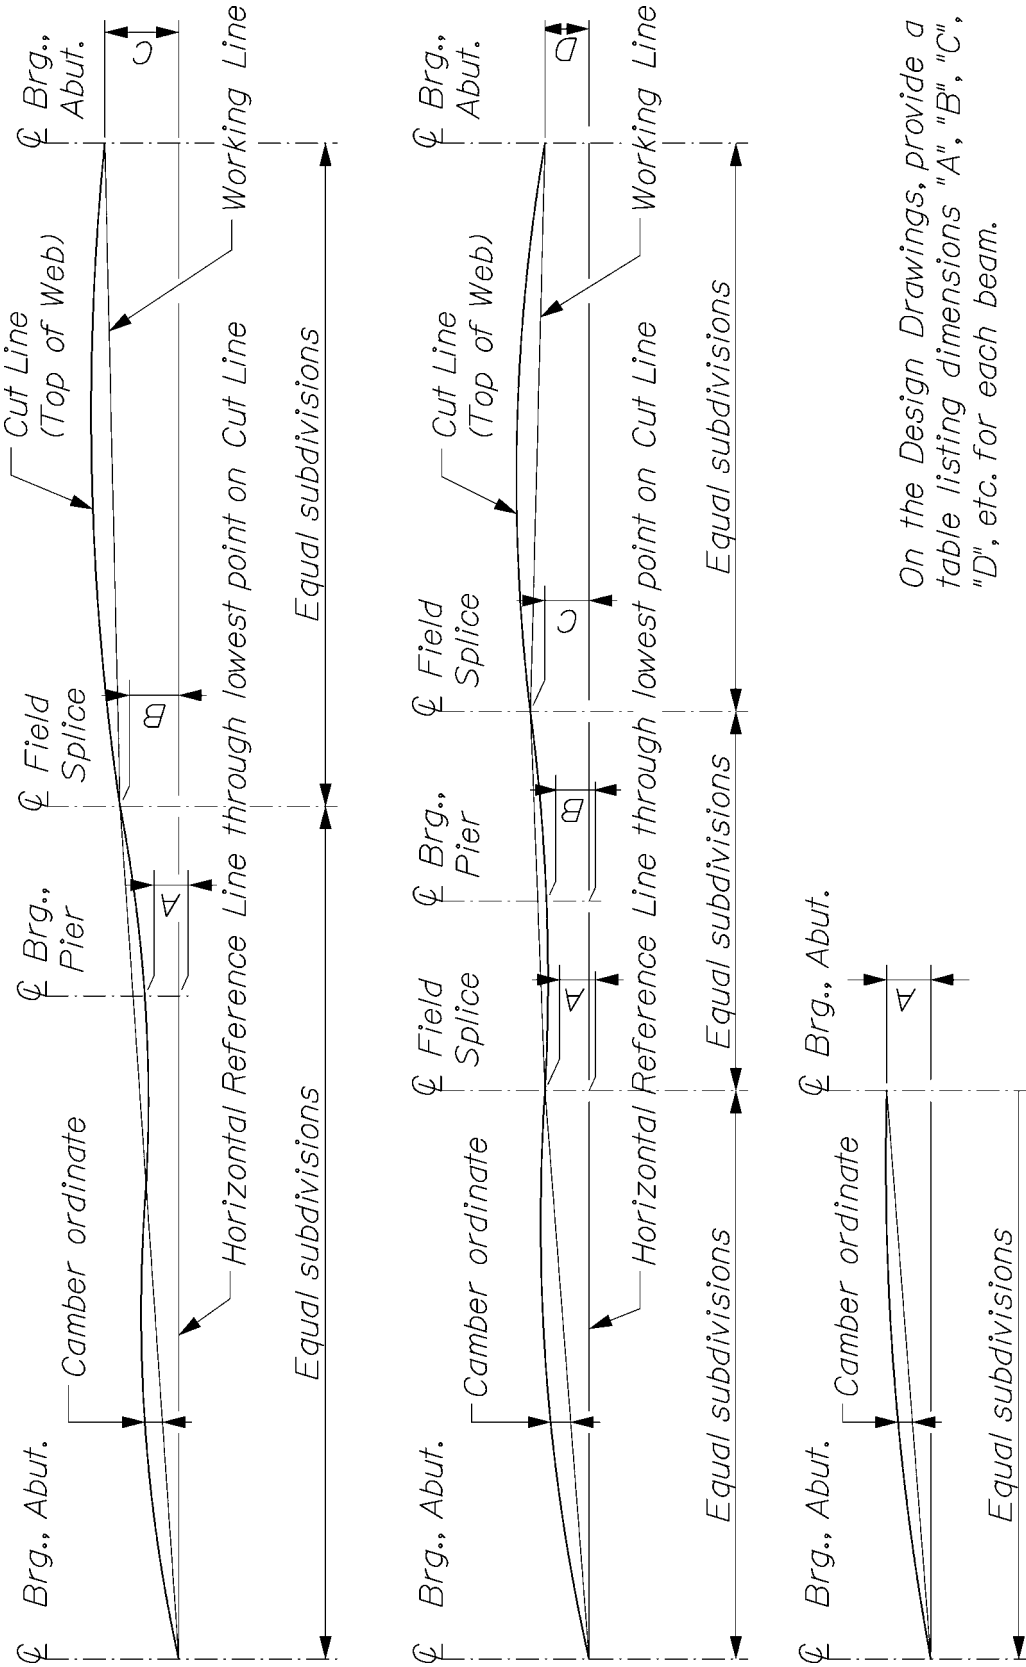 ℄ Brg., Abut.
Camber ordinate
℄ Brg.,
Pier
℄ Field
Splice
Cut Line
(Top of Web)
℄ Brg.,
Abut.
A
B
C
Working Line
Horizontal Reference Line through lowest point on Cut Line
Equal subdivisions
Equal subdivisions
℄ Brg., Abut.
Camber ordinate
℄ Field
Splice
℄ Brg.,
Pier
℄ Field
Splice
Cut Line
(Top of Web)
℄ Brg.,
Abut.
A
B
C
D
Working Line
Horizontal Reference Line through lowest point on Cut Line
Equal subdivisions
Equal subdivisions
Equal subdivisions
℄ Brg., Abut.
Camber ordinate
℄ Brg., Abut.
A
Equal subdivisions
On the Design Drawings, provide a
table listing dimensions "A", "B", "C",
"D", etc. for each beam.